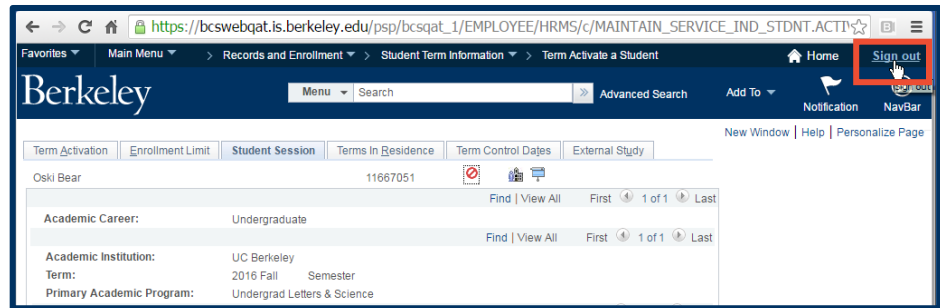 https://bcswebqat.is.berkeley.edu/psp/bcsqat_1/EMPLOYEE/HRMS/c/MAINTAIN_SERVICE_IND_STDNT.ACTIV
Favorites Main Menu > Records and Enrollment > Student Term Information > Term Activate a Student Home Sign out
Berkeley Menu Search >> Advanced Search Add To Notification NavBar
Sign out
New Window | Help | Personalize Page
Term Activation Enrollment Limit Student Session Terms In Residence Term Control Dates External Study
Oski Bear 11667051
Find | View All First 1 of 1 Last
Academic Career: Undergraduate
Find | View All First 1 of 1 Last
Academic Institution: UC Berkeley
Term: 2016 Fall Semester
Primary Academic Program: Undergrad Letters & Science